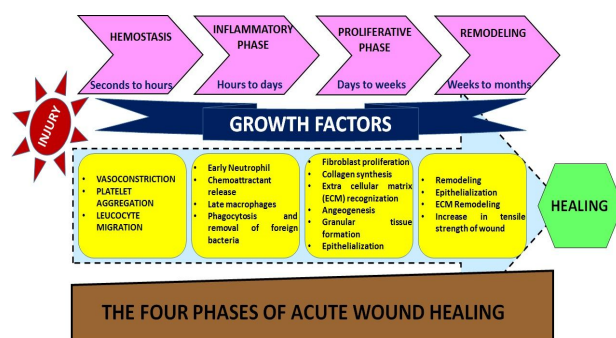 HEMOSTASIS
Seconds to hours
INFLAMMATORY
PHASE
Hours to days
PROLIFERATIVE
PHASE
Days to weeks
REMODELING
Weeks to months
INJURY
GROWTH FACTORS
• VASOCONSTRICTION
• PLATELET
AGGREGATION
• LEUCOCYTE
MIGRATION
• Early Neutrophil
• Chemoattractant
release
• Late macrophages
• Phagocytosis and
removal of foreign
bacteria
• Fibroblast proliferation
• Collagen synthesis
• Extra cellular matrix
(ECM) recognization
• Angeogenesis
• Granular tissue
formation
• Epithelialization
• Remodeling
• Epithelialization
• ECM Remodeling
• Increase in tensile
strength of wound
HEALING
THE FOUR PHASES OF ACUTE WOUND HEALING